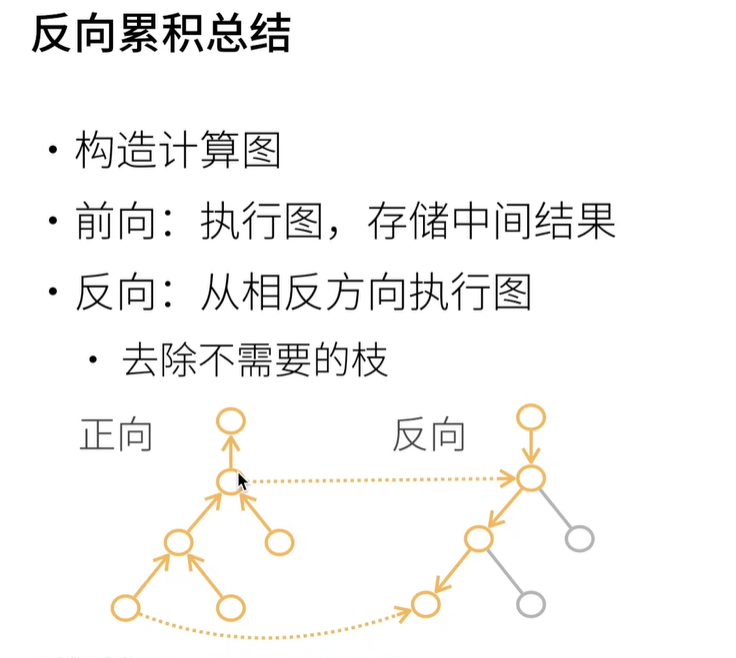 反向累积总结
• 构造计算图
• 前向：执行图，存储中间结果
• 反向：从相反方向执行图
• 去除不需要的枝
正向 反向